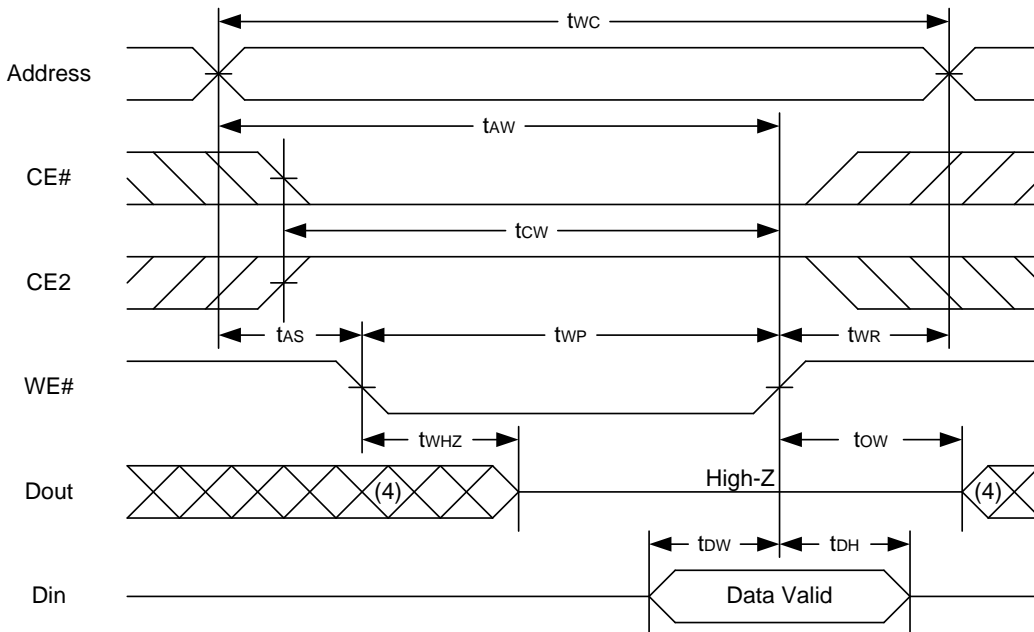 tWC
Address
tAW
CE#
tCW
CE2
tAS tWP tWR
WE#
tWHZ tOW
High-Z
Dout (4) (4)
tDW tDH
Din Data Valid